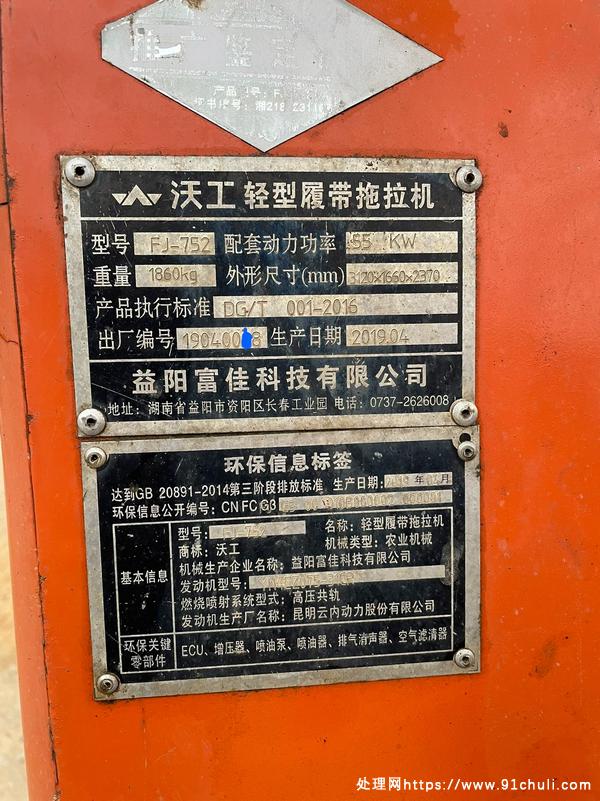 沃工 轻型履带拖拉机
型号 FJ-752 配套动力功率 55 KW
重量 1860kg 外形尺寸(mm) 3120×1660×2370
产品执行标准 DG/T 001-2016
出厂编号 190400 8 生产日期 2019.04
益阳富佳科技有限公司
地址: 湖南省益阳市资阳区长春工业园 电话: 0737-2626008
环保信息标签
达到GB 20891-2014第三阶段排放标准 生产日期: 年 月
环保信息公开编号: CN FC G3
型号: FJ-752 名称: 轻型履带拖拉机
商标: 沃工 机械类型: 农业机械
机械生产企业名称: 益阳富佳科技有限公司
基本信息 发动机型号:
燃烧喷射系统型式: 高压共轨
发动机生产厂名称: 昆明云内动力股份有限公司
环保关键零部件 ECU、增压器、喷油泵、喷油器、排气消声器、空气滤清器
处理网https://www.91chuli.com